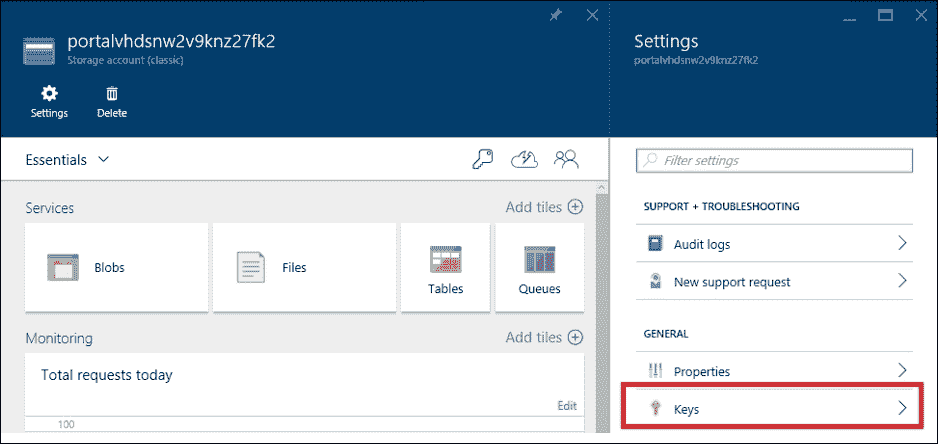 portalvhdsnw2v9knz27fk2
Storage account (classic)
Settings
Delete
Essentials
Services
Add tiles
Blobs
Files
Tables
Queues
Monitoring
Add tiles
Total requests today
Edit
100
Settings
portalvhdsnw2v9knz27fk2
Filter settings
SUPPORT + TROUBLESHOOTING
Audit logs
New support request
GENERAL
Properties
Keys